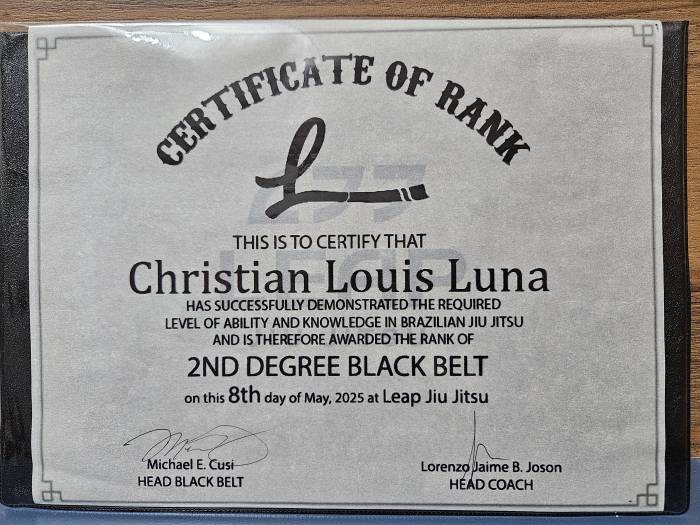 CERTIFICATE OF RANK
THIS IS TO CERTIFY THAT
Christian Louis Luna
HAS SUCCESSFULLY DEMONSTRATED THE REQUIRED
LEVEL OF ABILITY AND KNOWLEDGE IN BRAZILIAN JIU JITSU
AND IS THEREFORE AWARDED THE RANK OF
2ND DEGREE BLACK BELT
on this 8th day of May, 2025 at Leap Jiu Jitsu
Michael E. Cusi
HEAD BLACK BELT
Lorenzo Jaime B. Joson
HEAD COACH